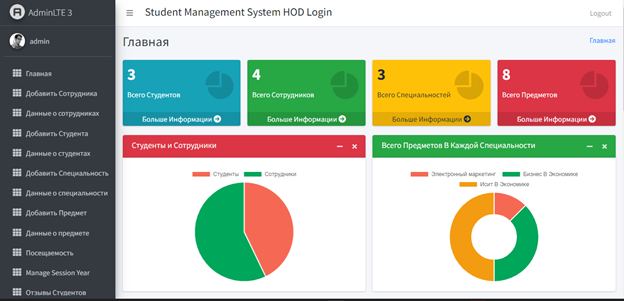 AdminLTE 3
Student Management System HOD Login
Logout
admin
Главная
Добавить Сотрудника
Данные о сотрудниках
Добавить Студента
Данные о студентах
Добавить Специальность
Данные о специальности
Добавить Предмет
Данные о предмете
Посещаемость
Manage Session Year
Отзывы Студентов
Главная
Главная
3
Всего Студентов
Больше Информации
4
Всего Сотрудников
Больше Информации
3
Всего Специальностей
Больше Информации
8
Всего Предметов
Больше Информации
Студенты и Сотрудники
Студенты
Сотрудники
Всего Предметов В Каждой Специальности
Электронный маркетинг
Бизнес В Экономике
Исит В Экономике